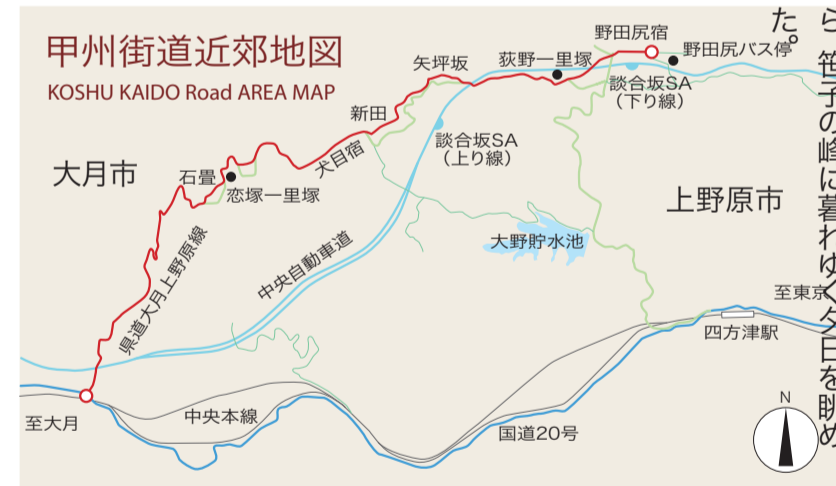 ら、笹子の峰に暮れゆく夕日を眺め
た。
甲州街道近郊地図
KOSHU KAIDO Road AREA MAP
野田尻宿
野田尻バス停
荻野一里塚
矢坪坂
談合坂SA
（下り線）
新田
談合坂SA
（上り線）
犬目宿
大月市
石畳
恋塚一里塚
上野原市
大野貯水池
県道大月上野原線
中央自動車道
至東京
四方津駅
至大月
中央本線
国道20号
N